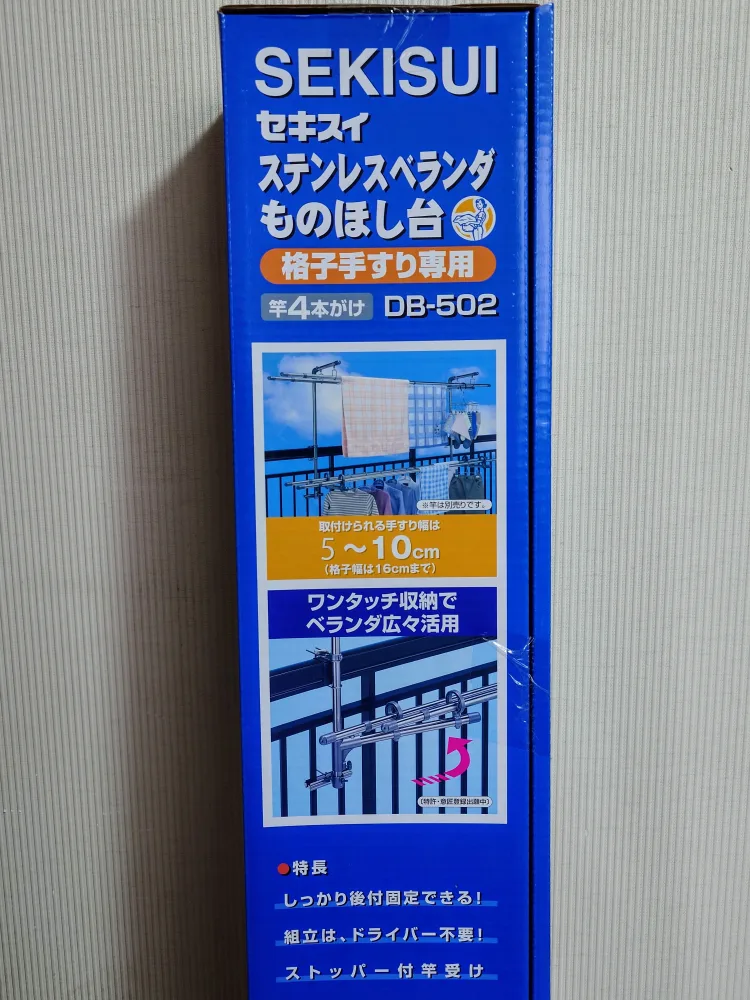 SEKISUI
セキスイ
ステンレスベランダ
ものほし台
格子手すり専用
竿4本がけ DB-502
※竿は別売りです。
取付けられる手すり幅は
5～10cm
(格子幅は16cmまで)
ワンタッチ収納で
ベランダ広々活用
(特許・意匠登録出願中)
●特長
しっかり後付固定できる!
組立は、ドライバー不要!
ストッパー付竿受け